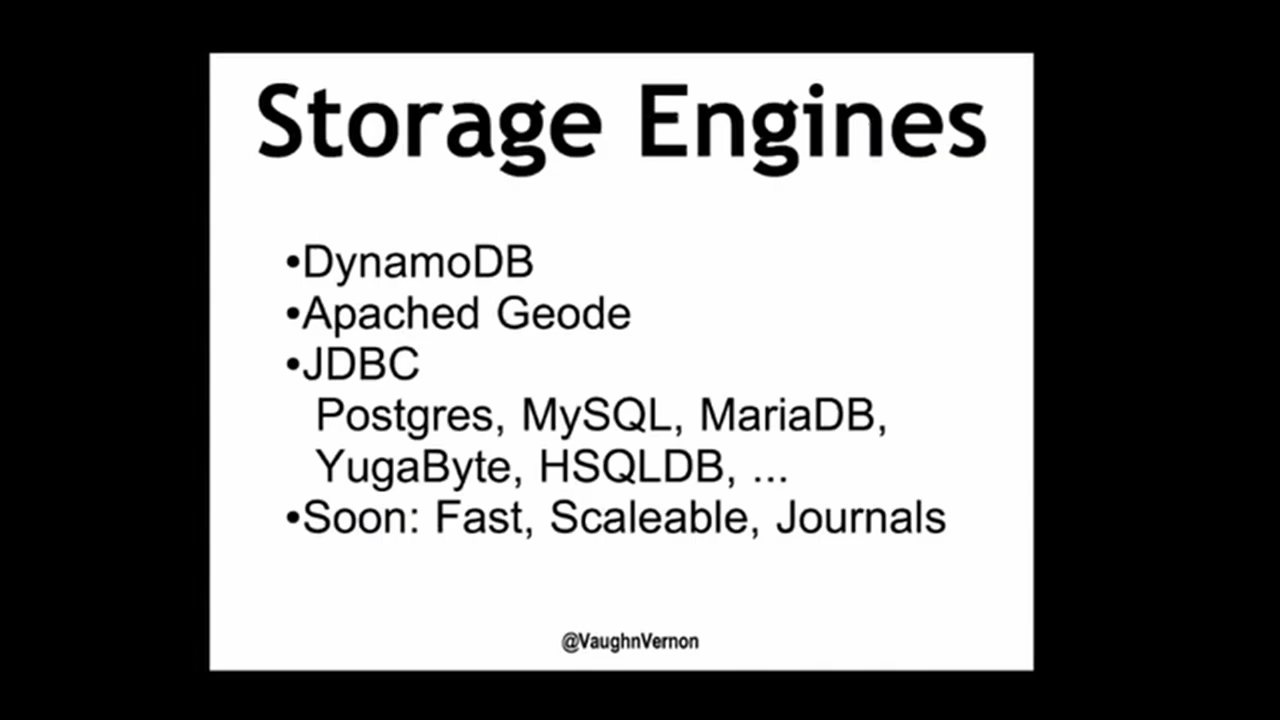 Storage Engines
•DynamoDB
•Apached Geode
•JDBC
Postgres, MySQL, MariaDB,
YugaByte, HSQLDB, ...
•Soon: Fast, Scaleable, Journals
@VaughnVernon